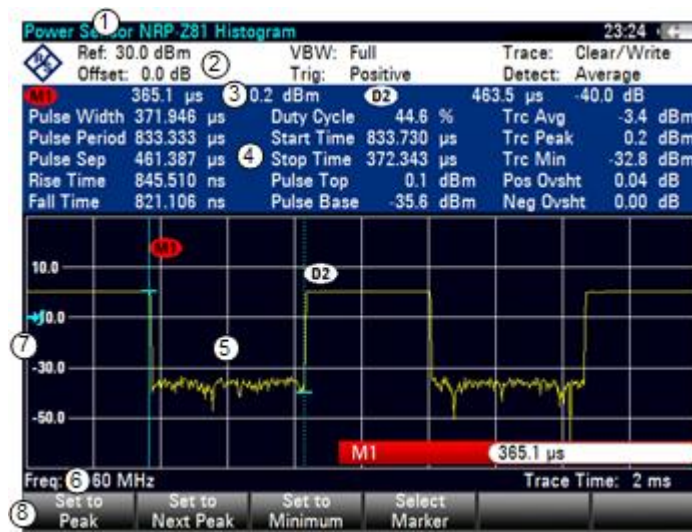 Power Sensor NRP-Z81 Histogram 23:24
1
Ref: 30.0 dBm VBW: Full Trace: Clear/Write
Offset: 0.0 dB 2 Trig: Positive Detect: Average
M1 365.1 µs 3 0.2 dBm D2 463.5 µs -40.0 dB
Pulse Width 371.946 µs Duty Cycle 44.6 % Trc Avg -3.4 dBm
Pulse Period 833.333 µs Start Time 833.730 µs Trc Peak 0.2 dBm
Pulse Sep 461.387 µs 4 Stop Time 372.343 µs Trc Min -32.8 dBm
Rise Time 845.510 ns Pulse Top 0.1 dBm Pos Ovsht 0.04 dB
Fall Time 821.106 ns Pulse Base -35.6 dBm Neg Ovsht 0.00 dB
M1
10.0 D2
-10.0
7 5
-30.0
-50.0
M1 365.1 µs
Freq: 6 60 MHz Trace Time: 2 ms
8 Set to Peak Set to Next Peak Set to Minimum Select Marker